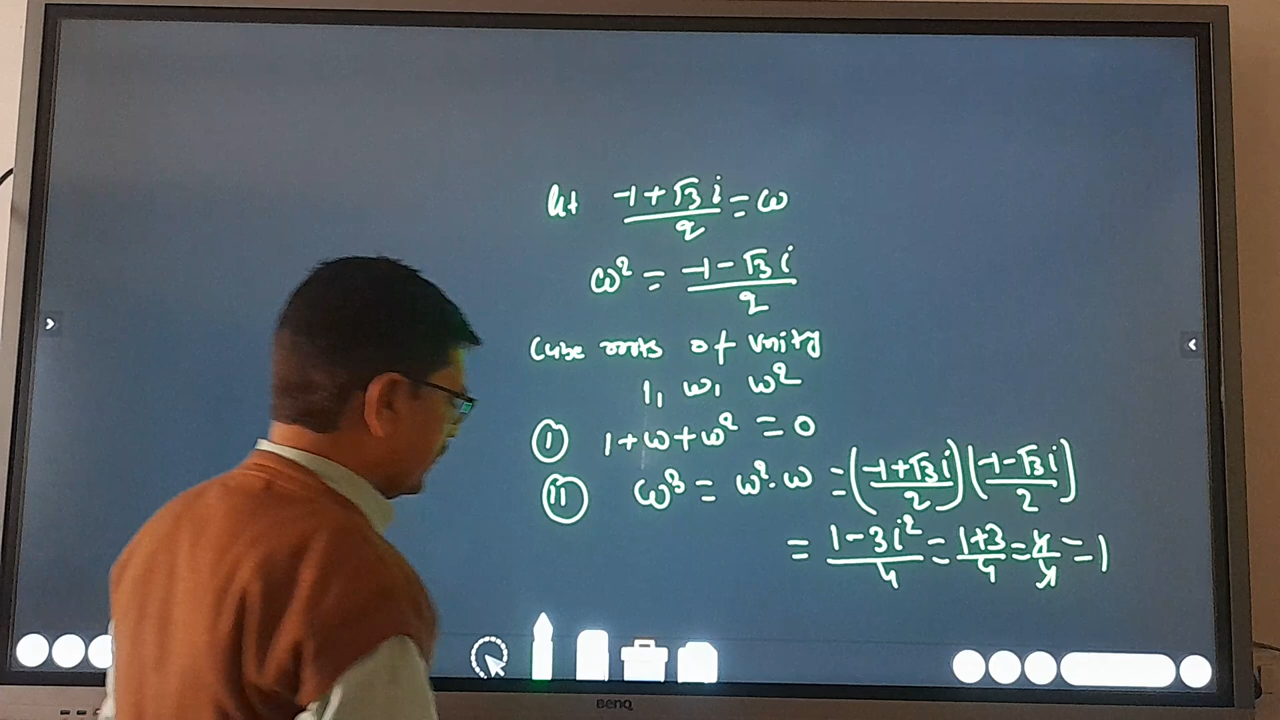 let (-1+√3 i)/2 = ω
ω² = (-1-√3 i)/2
Cube roots of unity
1, ω, ω²
(i) 1+ω+ω² = 0
(ii) ω³ = ω².ω = ((-1+√3 i)/2)((-1-√3 i)/2)
= (1-3i²)/4 = (1+3)/4 = 4/4 = 1
BENQ